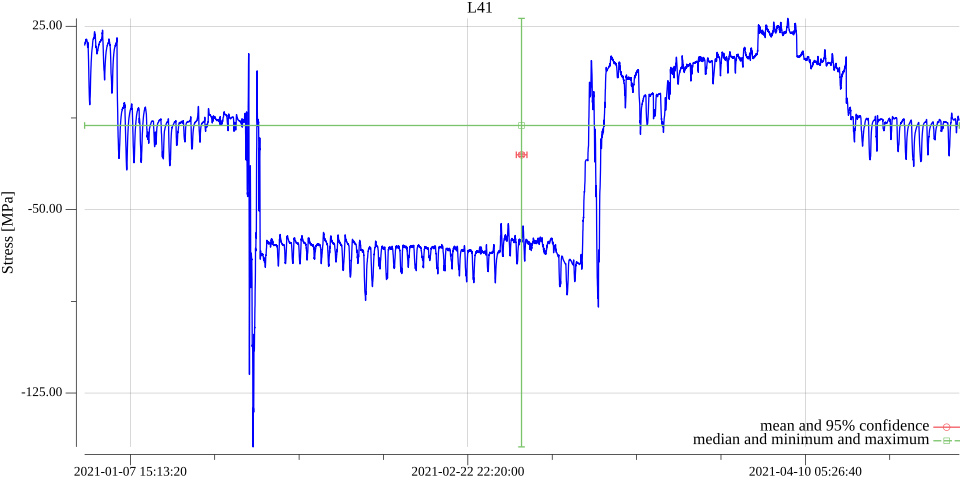 L41
25.00
-50.00
-125.00
Stress [MPa]
mean and 95% confidence
median and minimum and maximum
2021-01-07 15:13:20
2021-02-22 22:20:00
2021-04-10 05:26:40